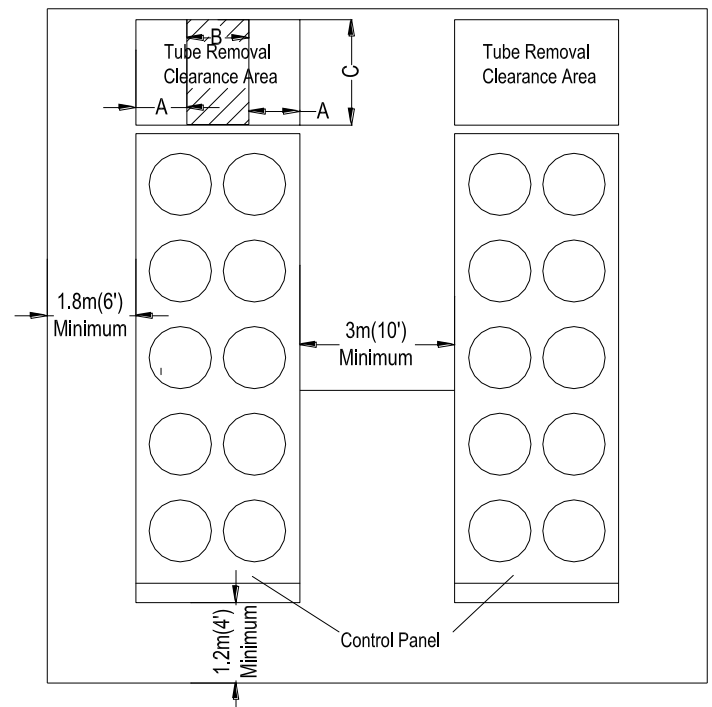 B
Tube Removal
Clearance Area
A
A
C
Tube Removal
Clearance Area
1.8m(6')
Minimum
3m(10')
Minimum
1.2m(4')
Minimum
Control Panel